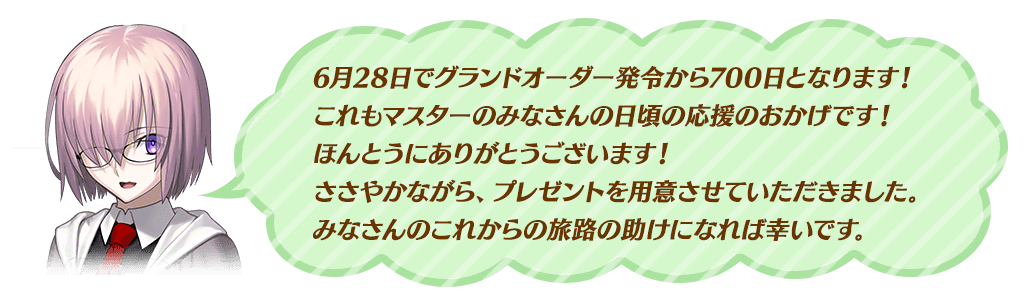 6月28日でグランドオーダー発令から700日となります！
これもマスターのみなさんの日頃の応援のおかげです！
ほんとうにありがとうございます！
ささやかながら、プレゼントを用意させていただきました。
みなさんのこれからの旅路の助けになれば幸いです。